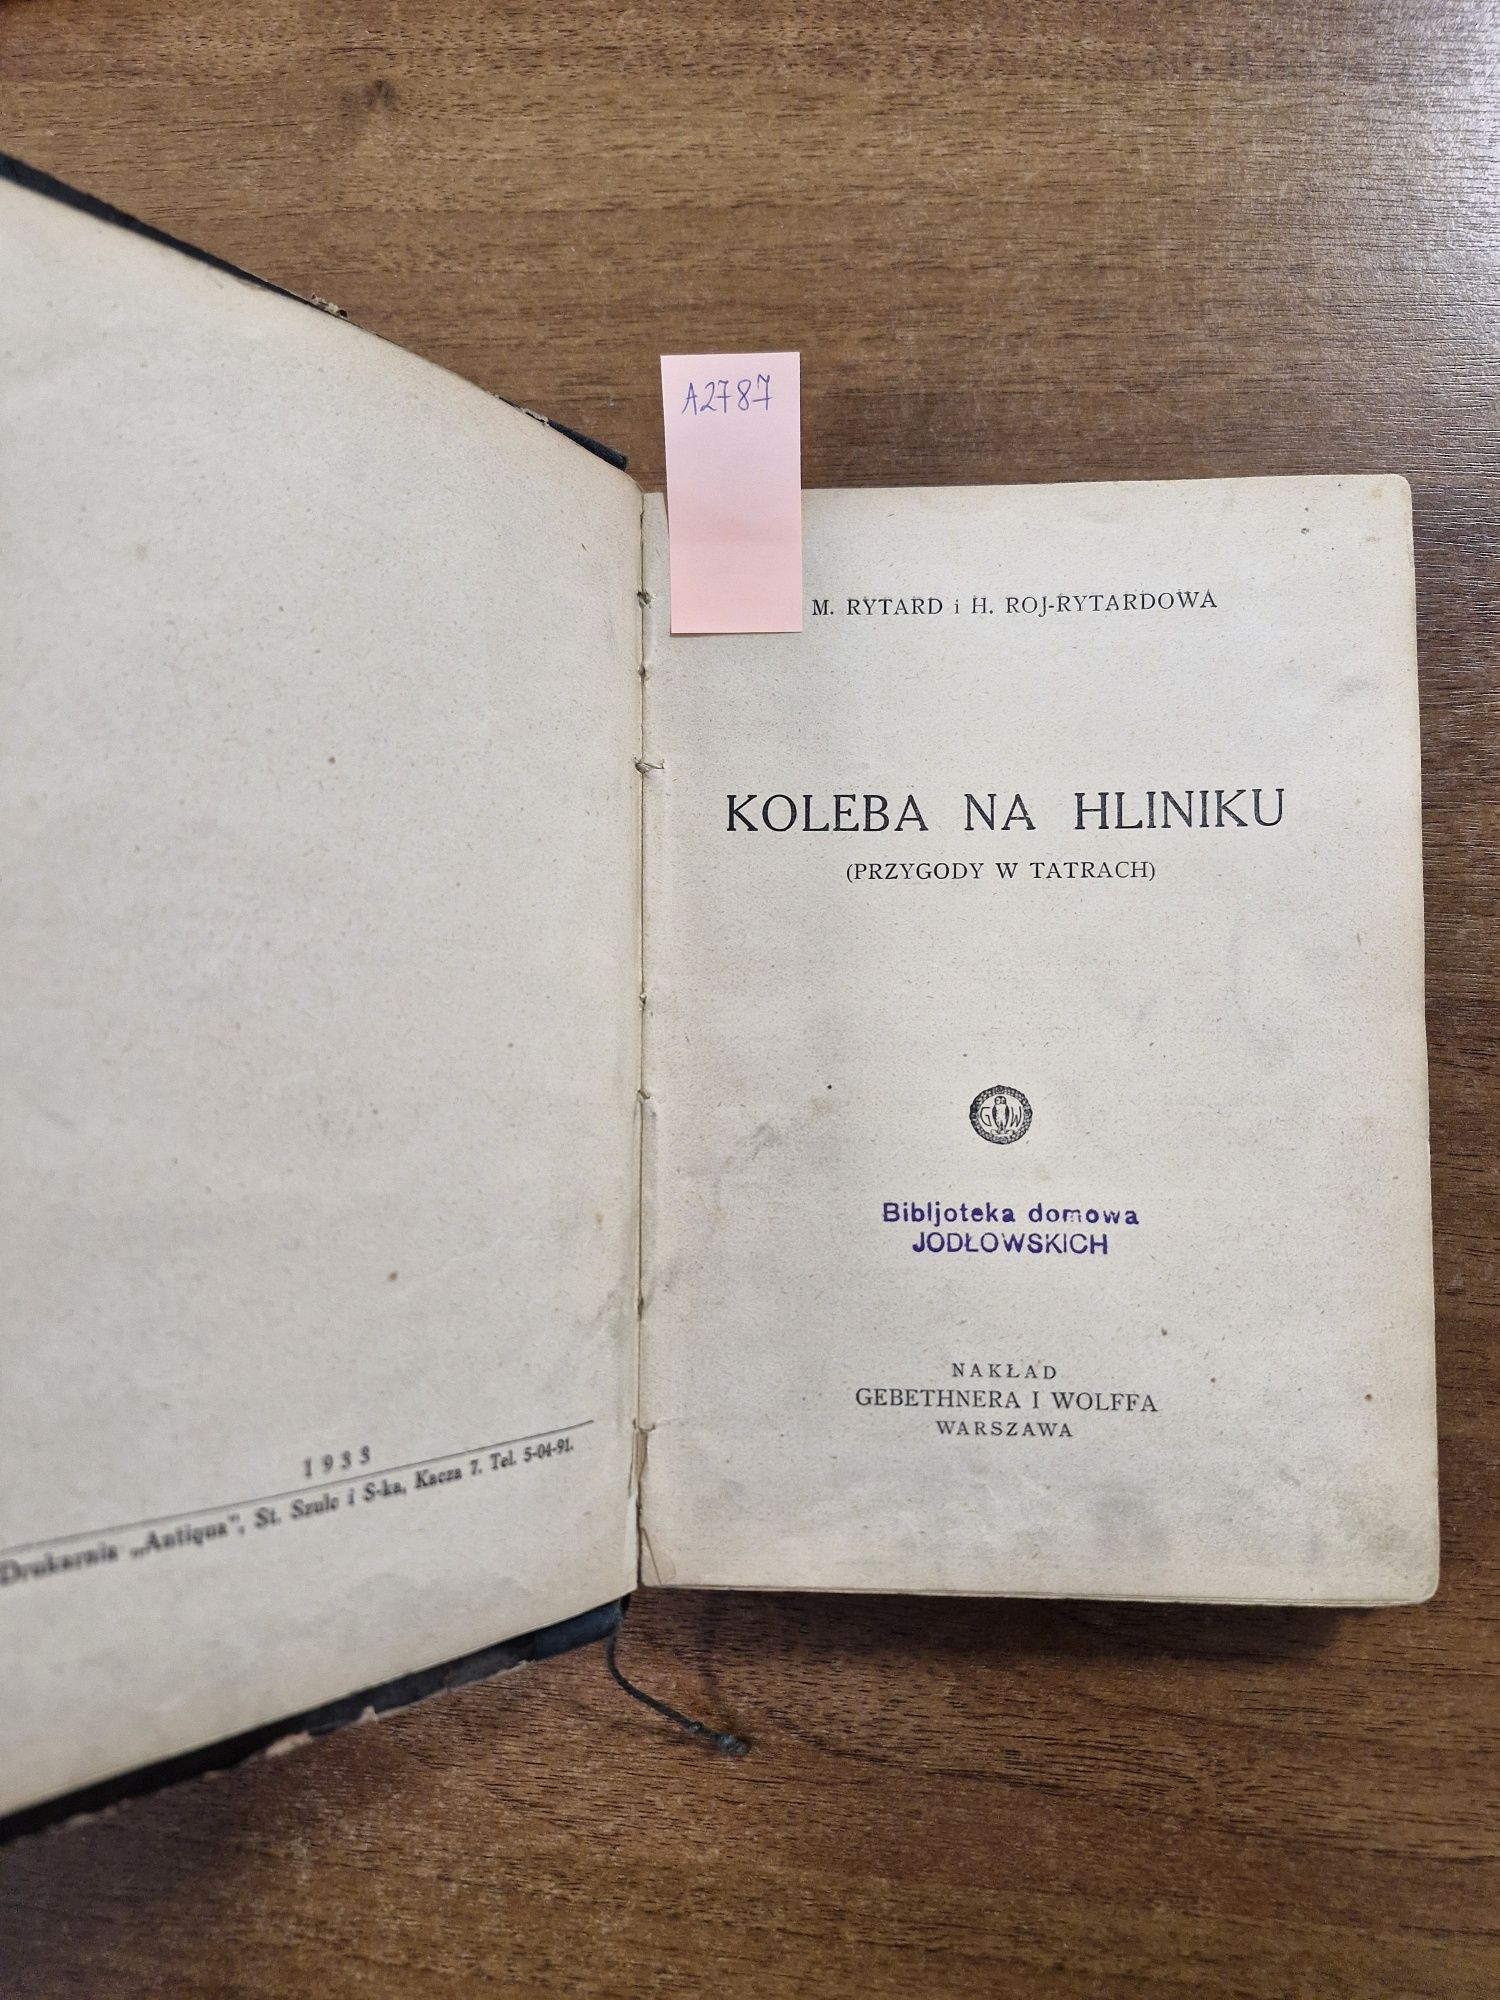 A2787
M. RYTARD i H. ROJ-RYTARDOWA
KOLEBA NA HLINIKU
(PRZYGODY W TATRACH)
G W
Bibljoteka domowa
JODŁOWSKICH
NAKŁAD
GEBETHNERA I WOLFFA
WARSZAWA
1933
Drukarnia „Antiqua”, St. Szulc i S-ka, Kacza 7. Tel. 5-04-91.